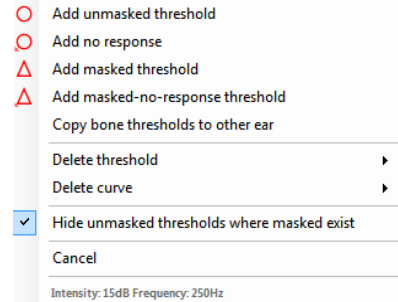 Add unmasked threshold
Add no response
Add masked threshold
Add masked-no-response threshold
Copy bone thresholds to other ear
Delete threshold
Delete curve
Hide unmasked thresholds where masked exist
Cancel
Intensity: 15dB Frequency: 250Hz